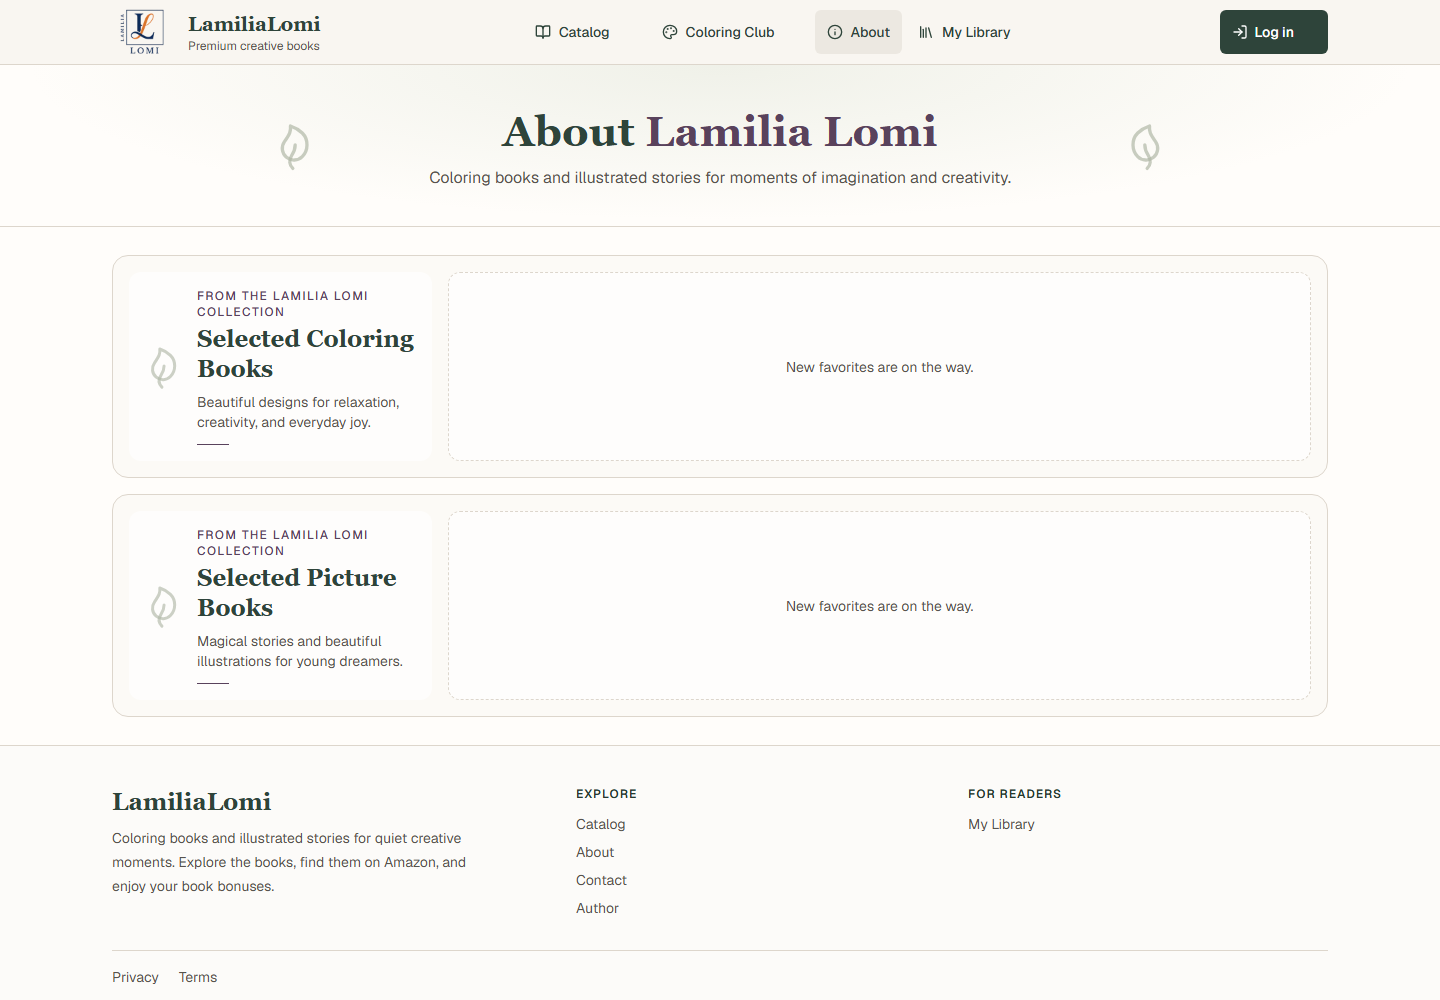 LAMILIA
L
LOMI
LamiliaLomi
Premium creative books
Catalog
Coloring Club
About
My Library
Log in
About Lamilia Lomi
Coloring books and illustrated stories for moments of imagination and creativity.
FROM THE LAMILIA LOMI
COLLECTION
Selected Coloring
Books
Beautiful designs for relaxation,
creativity, and everyday joy.
New favorites are on the way.
FROM THE LAMILIA LOMI
COLLECTION
Selected Picture
Books
Magical stories and beautiful
illustrations for young dreamers.
New favorites are on the way.
LamiliaLomi
Coloring books and illustrated stories for quiet creative
moments. Explore the books, find them on Amazon, and
enjoy your book bonuses.
EXPLORE
Catalog
About
Contact
Author
FOR READERS
My Library
Privacy
Terms